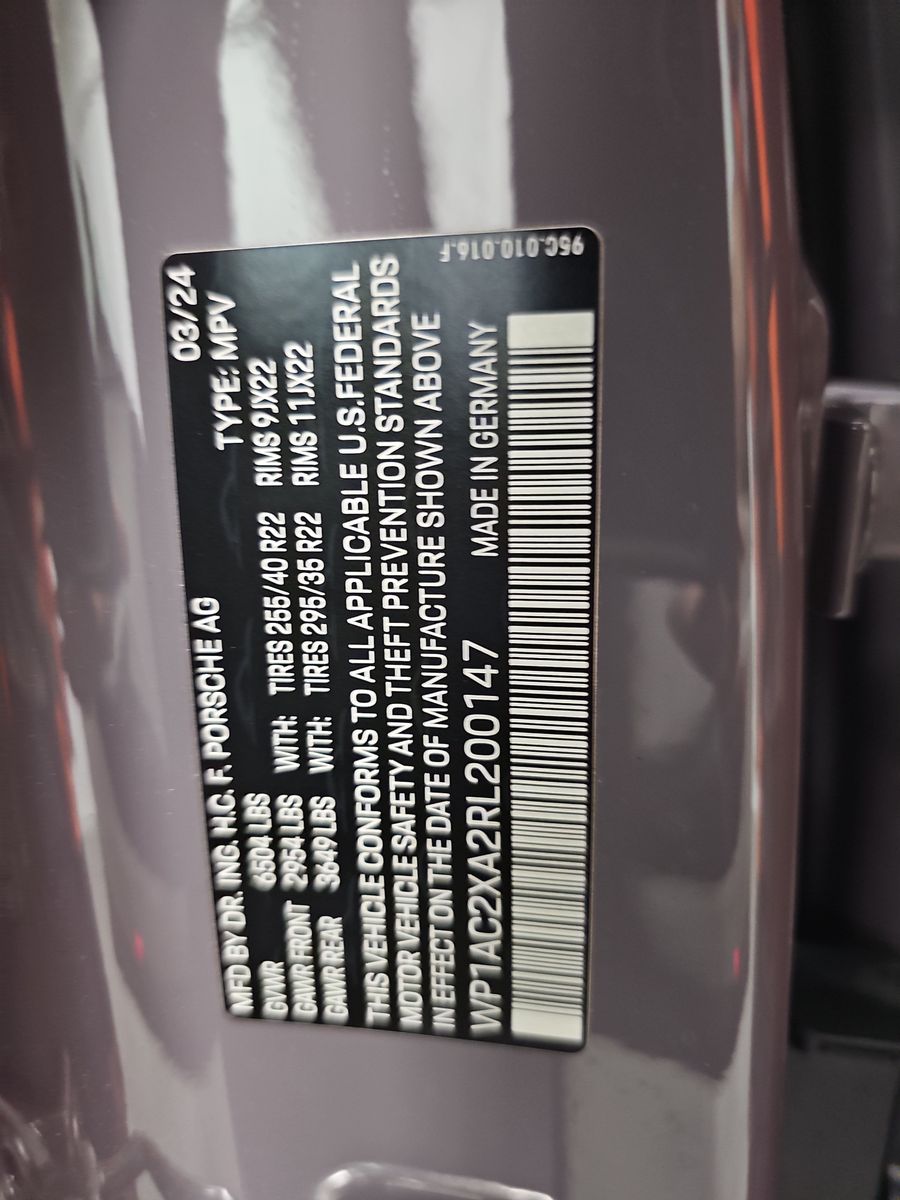 03/24
MFD BY DR. ING. H.C. F. PORSCHE AG
TYPE: MPV
GVWR 6504 LBS
GAWR FRONT 2954 LBS WITH: TIRES 255/40 R22 RIMS 9JX22
GAWR REAR 3649 LBS WITH: TIRES 295/35 R22 RIMS 11JX22
THIS VEHICLE CONFORMS TO ALL APPLICABLE U.S.FEDERAL
MOTOR VEHICLE SAFETY AND THEFT PREVENTION STANDARDS
IN EFFECT ON THE DATE OF MANUFACTURE SHOWN ABOVE
WP1AC2XA2RL200147 MADE IN GERMANY
95C.010.016.F